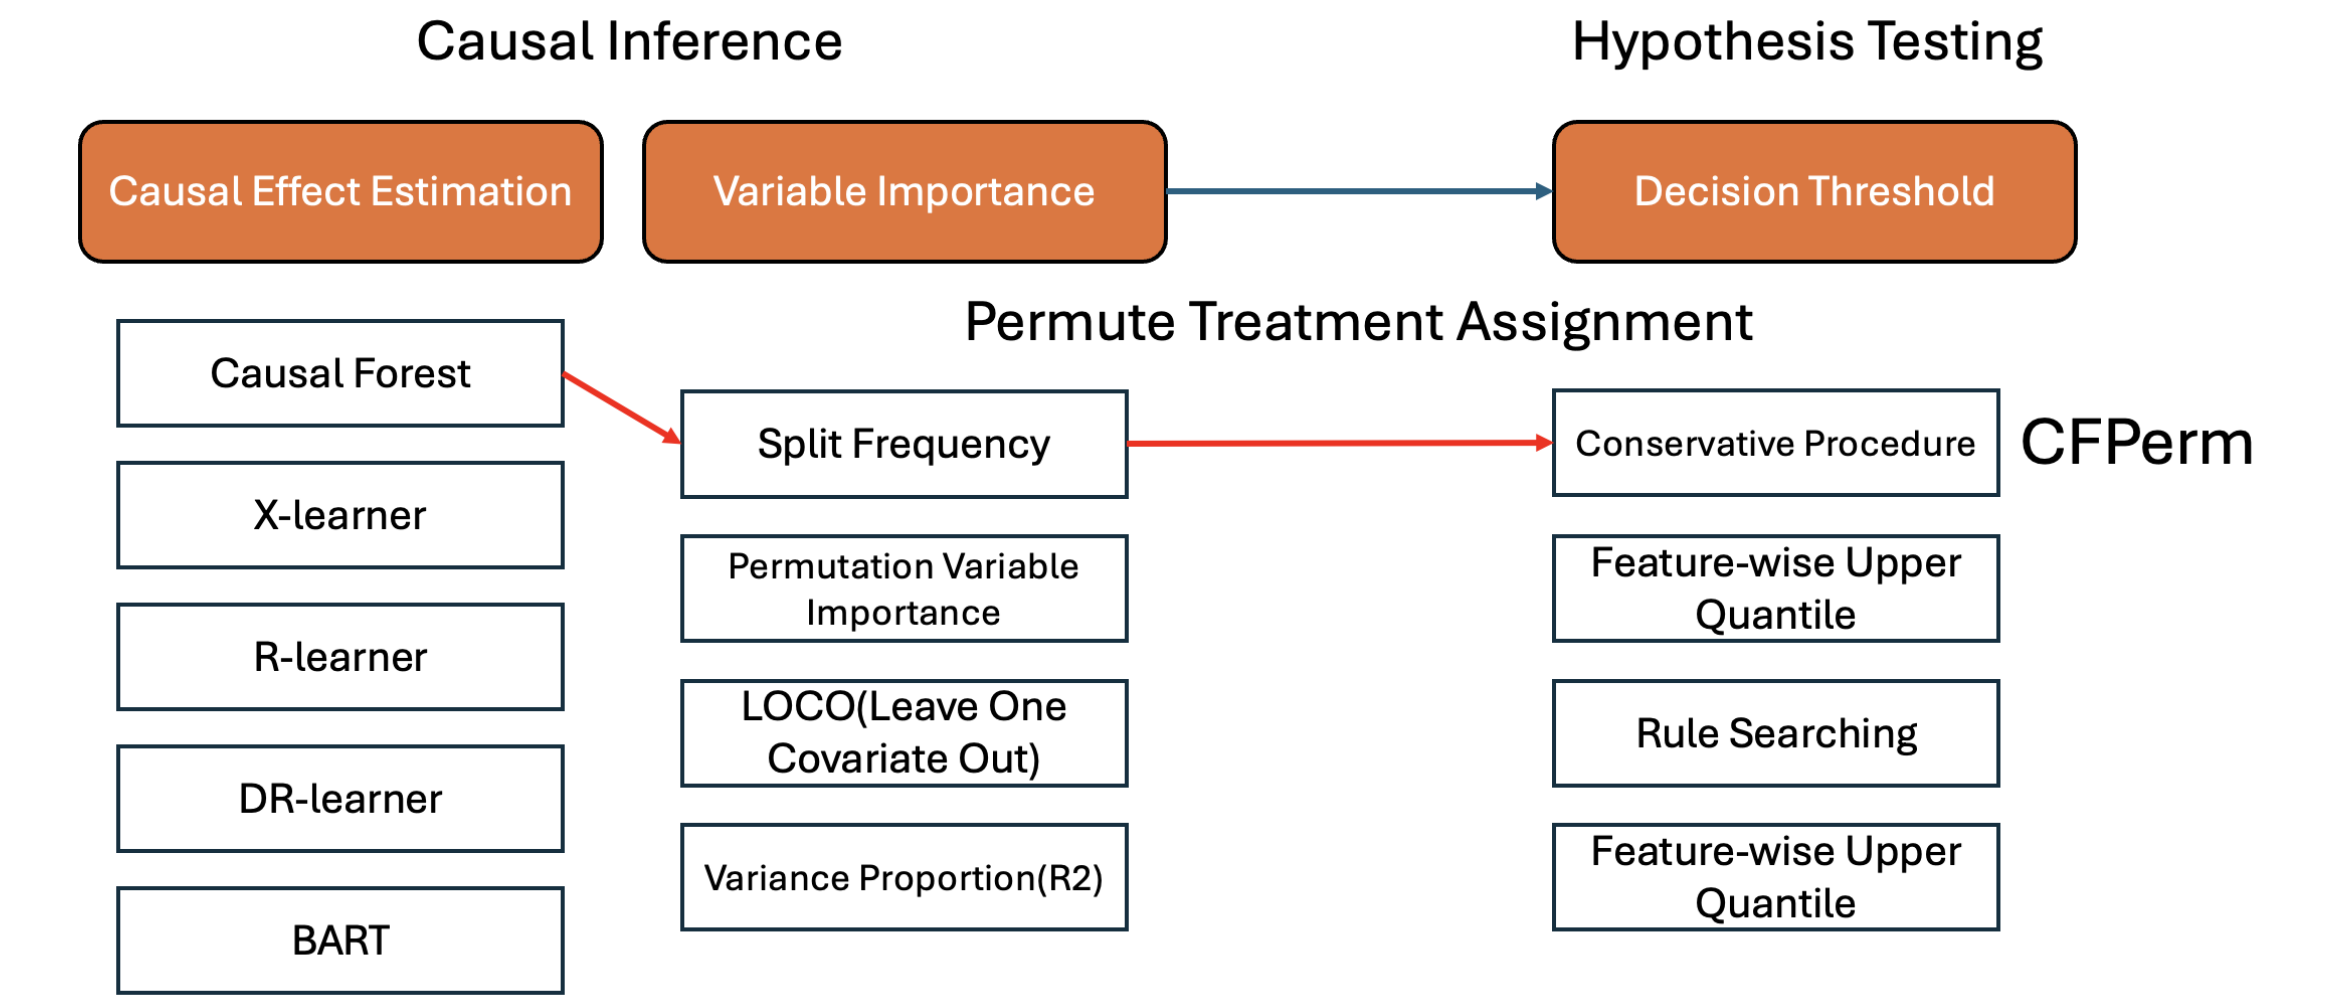 Causal Inference
Hypothesis Testing
Causal Effect Estimation
Variable Importance
Decision Threshold
Permute Treatment Assignment
Causal Forest
X-learner
R-learner
DR-learner
BART
Split Frequency
Permutation Variable
Importance
LOCO(Leave One
Covariate Out)
Variance Proportion(R2)
Conservative Procedure
CFPerm
Feature-wise Upper
Quantile
Rule Searching
Feature-wise Upper
Quantile